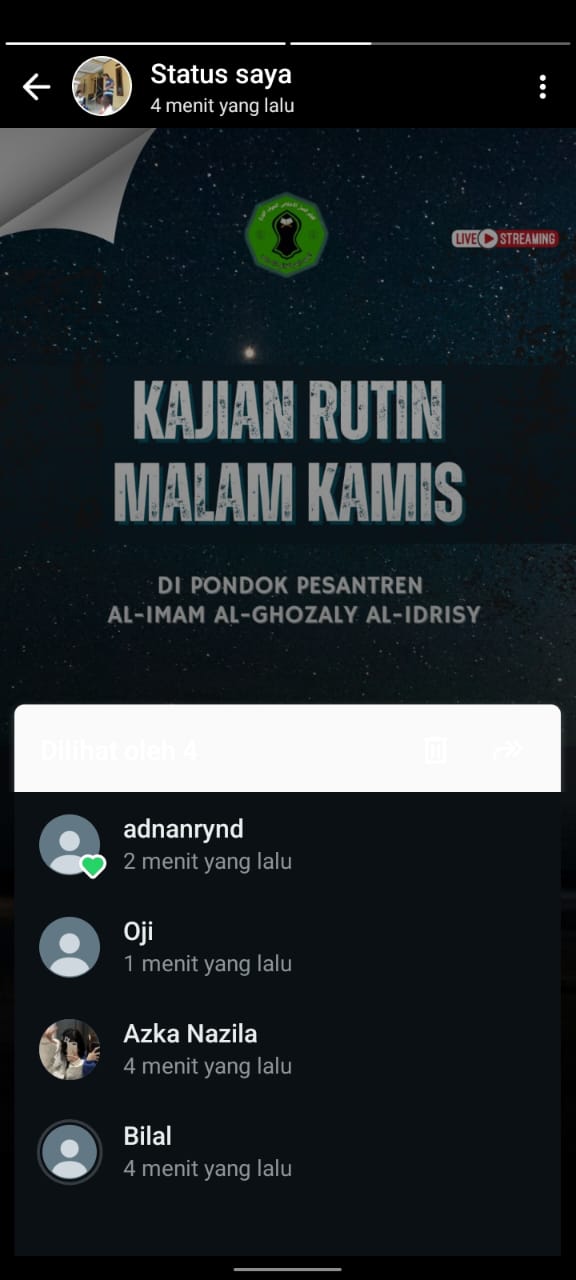 Status saya
4 menit yang lalu
LIVE STREAMING
KAJIAN RUTIN
MALAM KAMIS
DI PONDOK PESANTREN
AL-IMAM AL-GHOZALY AL-IDRISY
Dilihat oleh 4
adnanrynd
2 menit yang lalu
Oji
1 menit yang lalu
Azka Nazila
4 menit yang lalu
Bilal
4 menit yang lalu